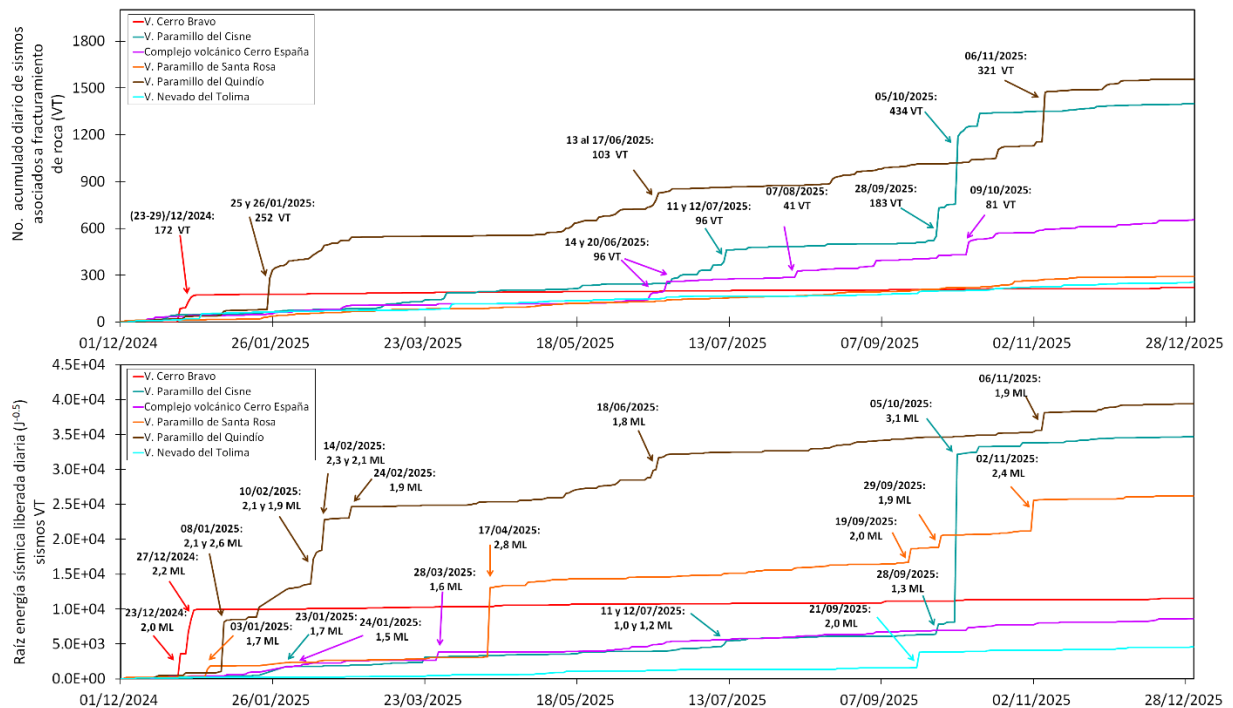 No. acumulado diario de sismos
asociados a fracturamiento
de roca (VT)
1800
1500
1200
900
600
300
0
V. Cerro Bravo
V. Paramillo del Cisne
Complejo volcánico Cerro España
V. Paramillo de Santa Rosa
V. Paramillo del Quindío
V. Nevado del Tolima
(23-29)/12/2024:
172 VT
25 y 26/01/2025:
252 VT
13 al 17/06/2025:
103 VT
14 y 20/06/2025:
96 VT
11 y 12/07/2025:
96 VT
07/08/2025:
41 VT
28/09/2025:
183 VT
05/10/2025:
434 VT
09/10/2025:
81 VT
06/11/2025:
321 VT
01/12/2024
26/01/2025
23/03/2025
18/05/2025
13/07/2025
07/09/2025
02/11/2025
28/12/2025
Raíz energía sísmica liberada diaria (J^-0.5)
sismos VT
4.5E+04
4.0E+04
3.5E+04
3.0E+04
2.5E+04
2.0E+04
1.5E+04
1.0E+04
5.0E+03
0.0E+00
V. Cerro Bravo
V. Paramillo del Cisne
Complejo volcánico Cerro España
V. Paramillo de Santa Rosa
V. Paramillo del Quindío
V. Nevado del Tolima
23/12/2024:
2,0 ML
27/12/2024:
2,2 ML
08/01/2025:
2,1 y 2,6 ML
03/01/2025:
1,7 ML
10/02/2025:
2,1 y 1,9 ML
14/02/2025:
2,3 y 2,1 ML
24/02/2025:
1,9 ML
23/01/2025:
1,7 ML
24/01/2025:
1,5 ML
28/03/2025:
1,6 ML
17/04/2025:
2,8 ML
18/06/2025:
1,8 ML
11 y 12/07/2025:
1,0 y 1,2 ML
19/09/2025:
2,0 ML
29/09/2025:
1,9 ML
28/09/2025:
1,3 ML
21/09/2025:
2,0 ML
05/10/2025:
3,1 ML
02/11/2025:
2,4 ML
06/11/2025:
1,9 ML
01/12/2024
26/01/2025
23/03/2025
18/05/2025
13/07/2025
07/09/2025
02/11/2025
28/12/2025